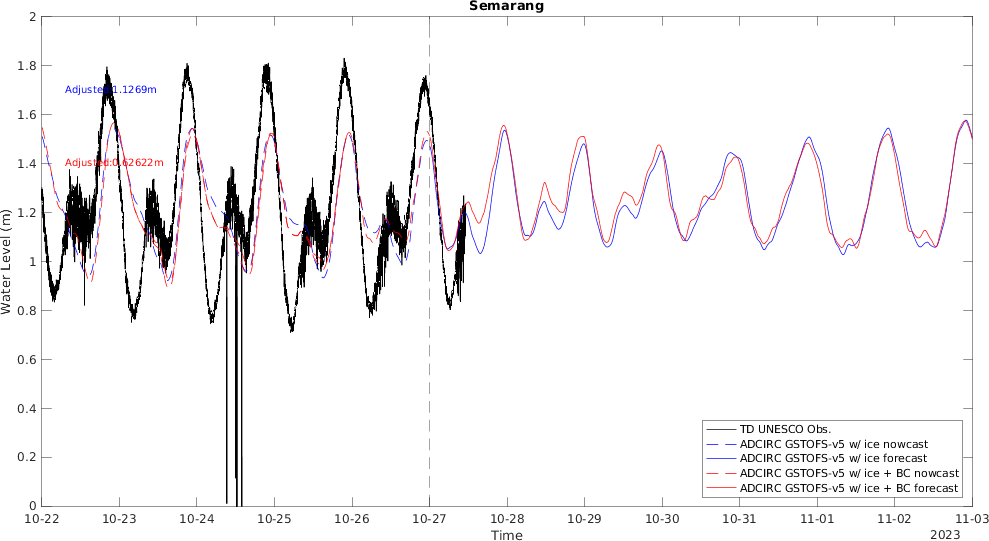 Semarang
2
1.8
1.6
1.4
1.2
1
0.8
0.6
0.4
0.2
0
Water Level (m)
Adjusted:1.1269m
Adjusted:0.62622m
TD UNESCO Obs.
ADCIRC GSTOFS-v5 w/ ice nowcast
ADCIRC GSTOFS-v5 w/ ice forecast
ADCIRC GSTOFS-v5 w/ ice + BC nowcast
ADCIRC GSTOFS-v5 w/ ice + BC forecast
10-22 10-23 10-24 10-25 10-26 10-27 10-28 10-29 10-30 10-31 11-01 11-02 11-03
Time
2023